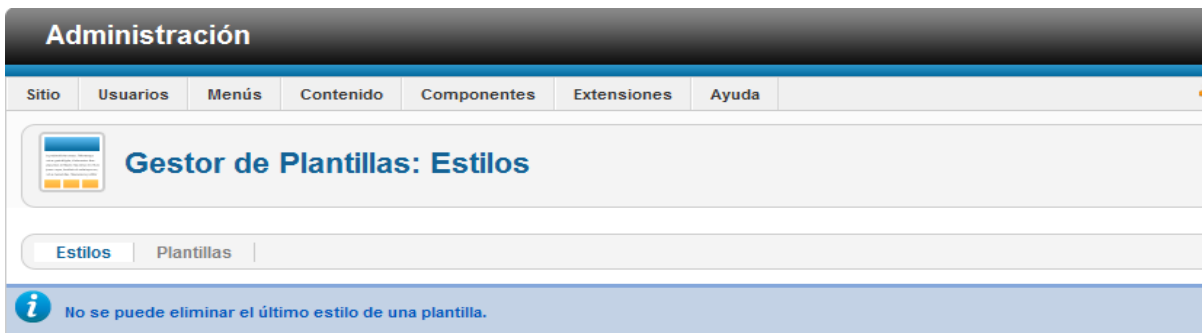 Administración
Sitio Usuarios Menús Contenido Componentes Extensiones Ayuda
Gestor de Plantillas: Estilos
Estilos Plantillas
No se puede eliminar el último estilo de una plantilla.